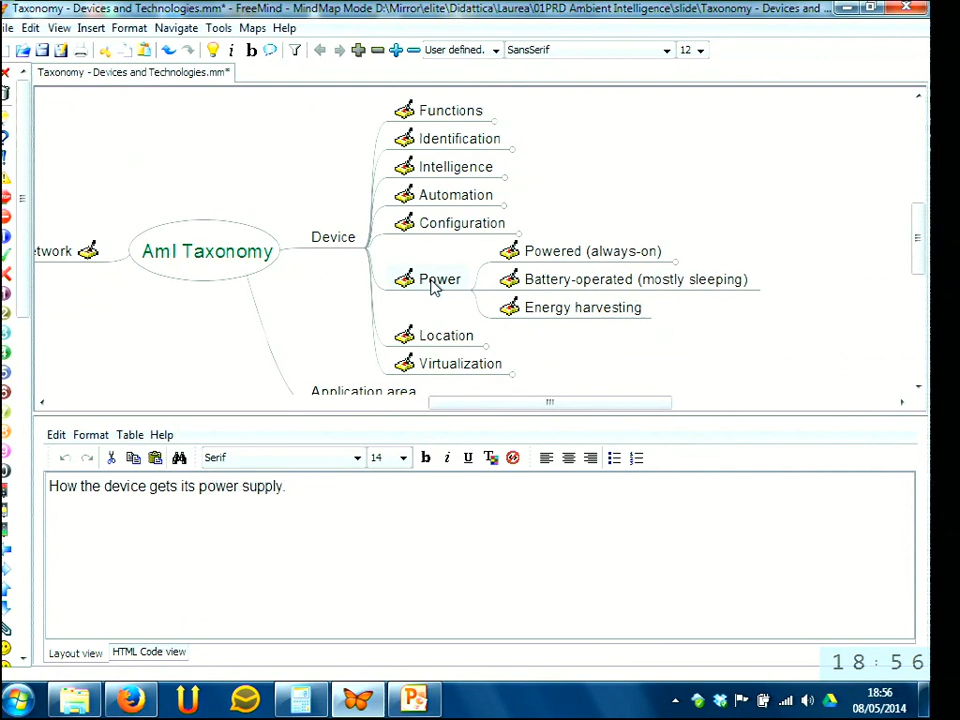 Taxonomy - Devices and Technologies.mm* - FreeMind - MindMap Mode D:\Mirror\elite\Didattica\Laurea\01PRD Ambient Intelligence\slide\Taxonomy - Devices and ...
ile Edit View Insert Format Navigate Tools Maps Help
User defined. SansSerif 12
Taxonomy - Devices and Technologies.mm*
Functions
Identification
Intelligence
Automation
Configuration
etwork AmI Taxonomy Device
Power
Powered (always-on)
Battery-operated (mostly sleeping)
Energy harvesting
Location
Virtualization
Application area
Edit Format Table Help
Serif 14 b i U
How the device gets its power supply.
Layout view HTML Code view
18:56
18:56
08/05/2014